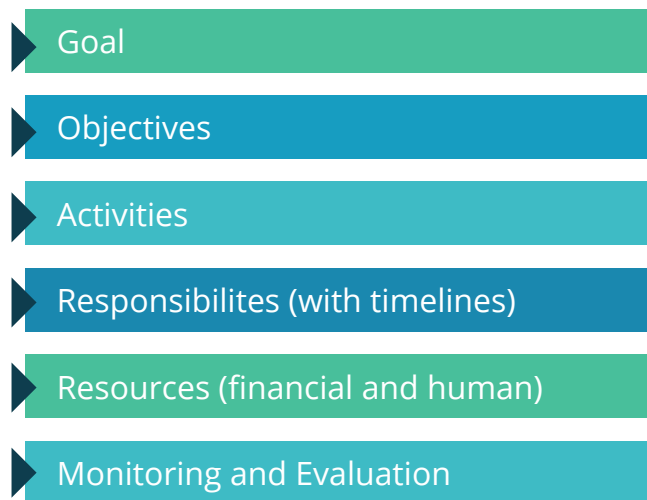 Goal
Objectives
Activities
Responsibilites (with timelines)
Resources (financial and human)
Monitoring and Evaluation